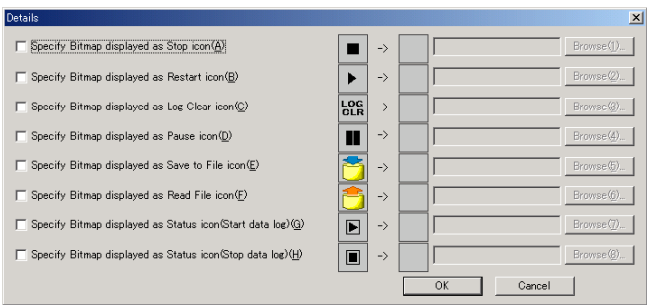 Details
Specify Bitmap displayed as Stop icon(A) -> Browse(1)...
Specify Bitmap displayed as Restart icon(B) -> Browse(2)...
Specify Bitmap displayed as Log Clear icon(C) LOG CLR > Browse(3)...
Specify Bitmap displayed as Pause icon(D) -> Browse(4)...
Specify Bitmap displayed as Save to File icon(E) -> Browse(5)...
Specify Bitmap displayed as Read File icon(F) -> Browse(6)...
Specify Bitmap displayed as Status icon(Start data log)(G) -> Browse(7)...
Specify Bitmap displayed as Status icon(Stop data log)(H) -> Browse(8)...
OK Cancel